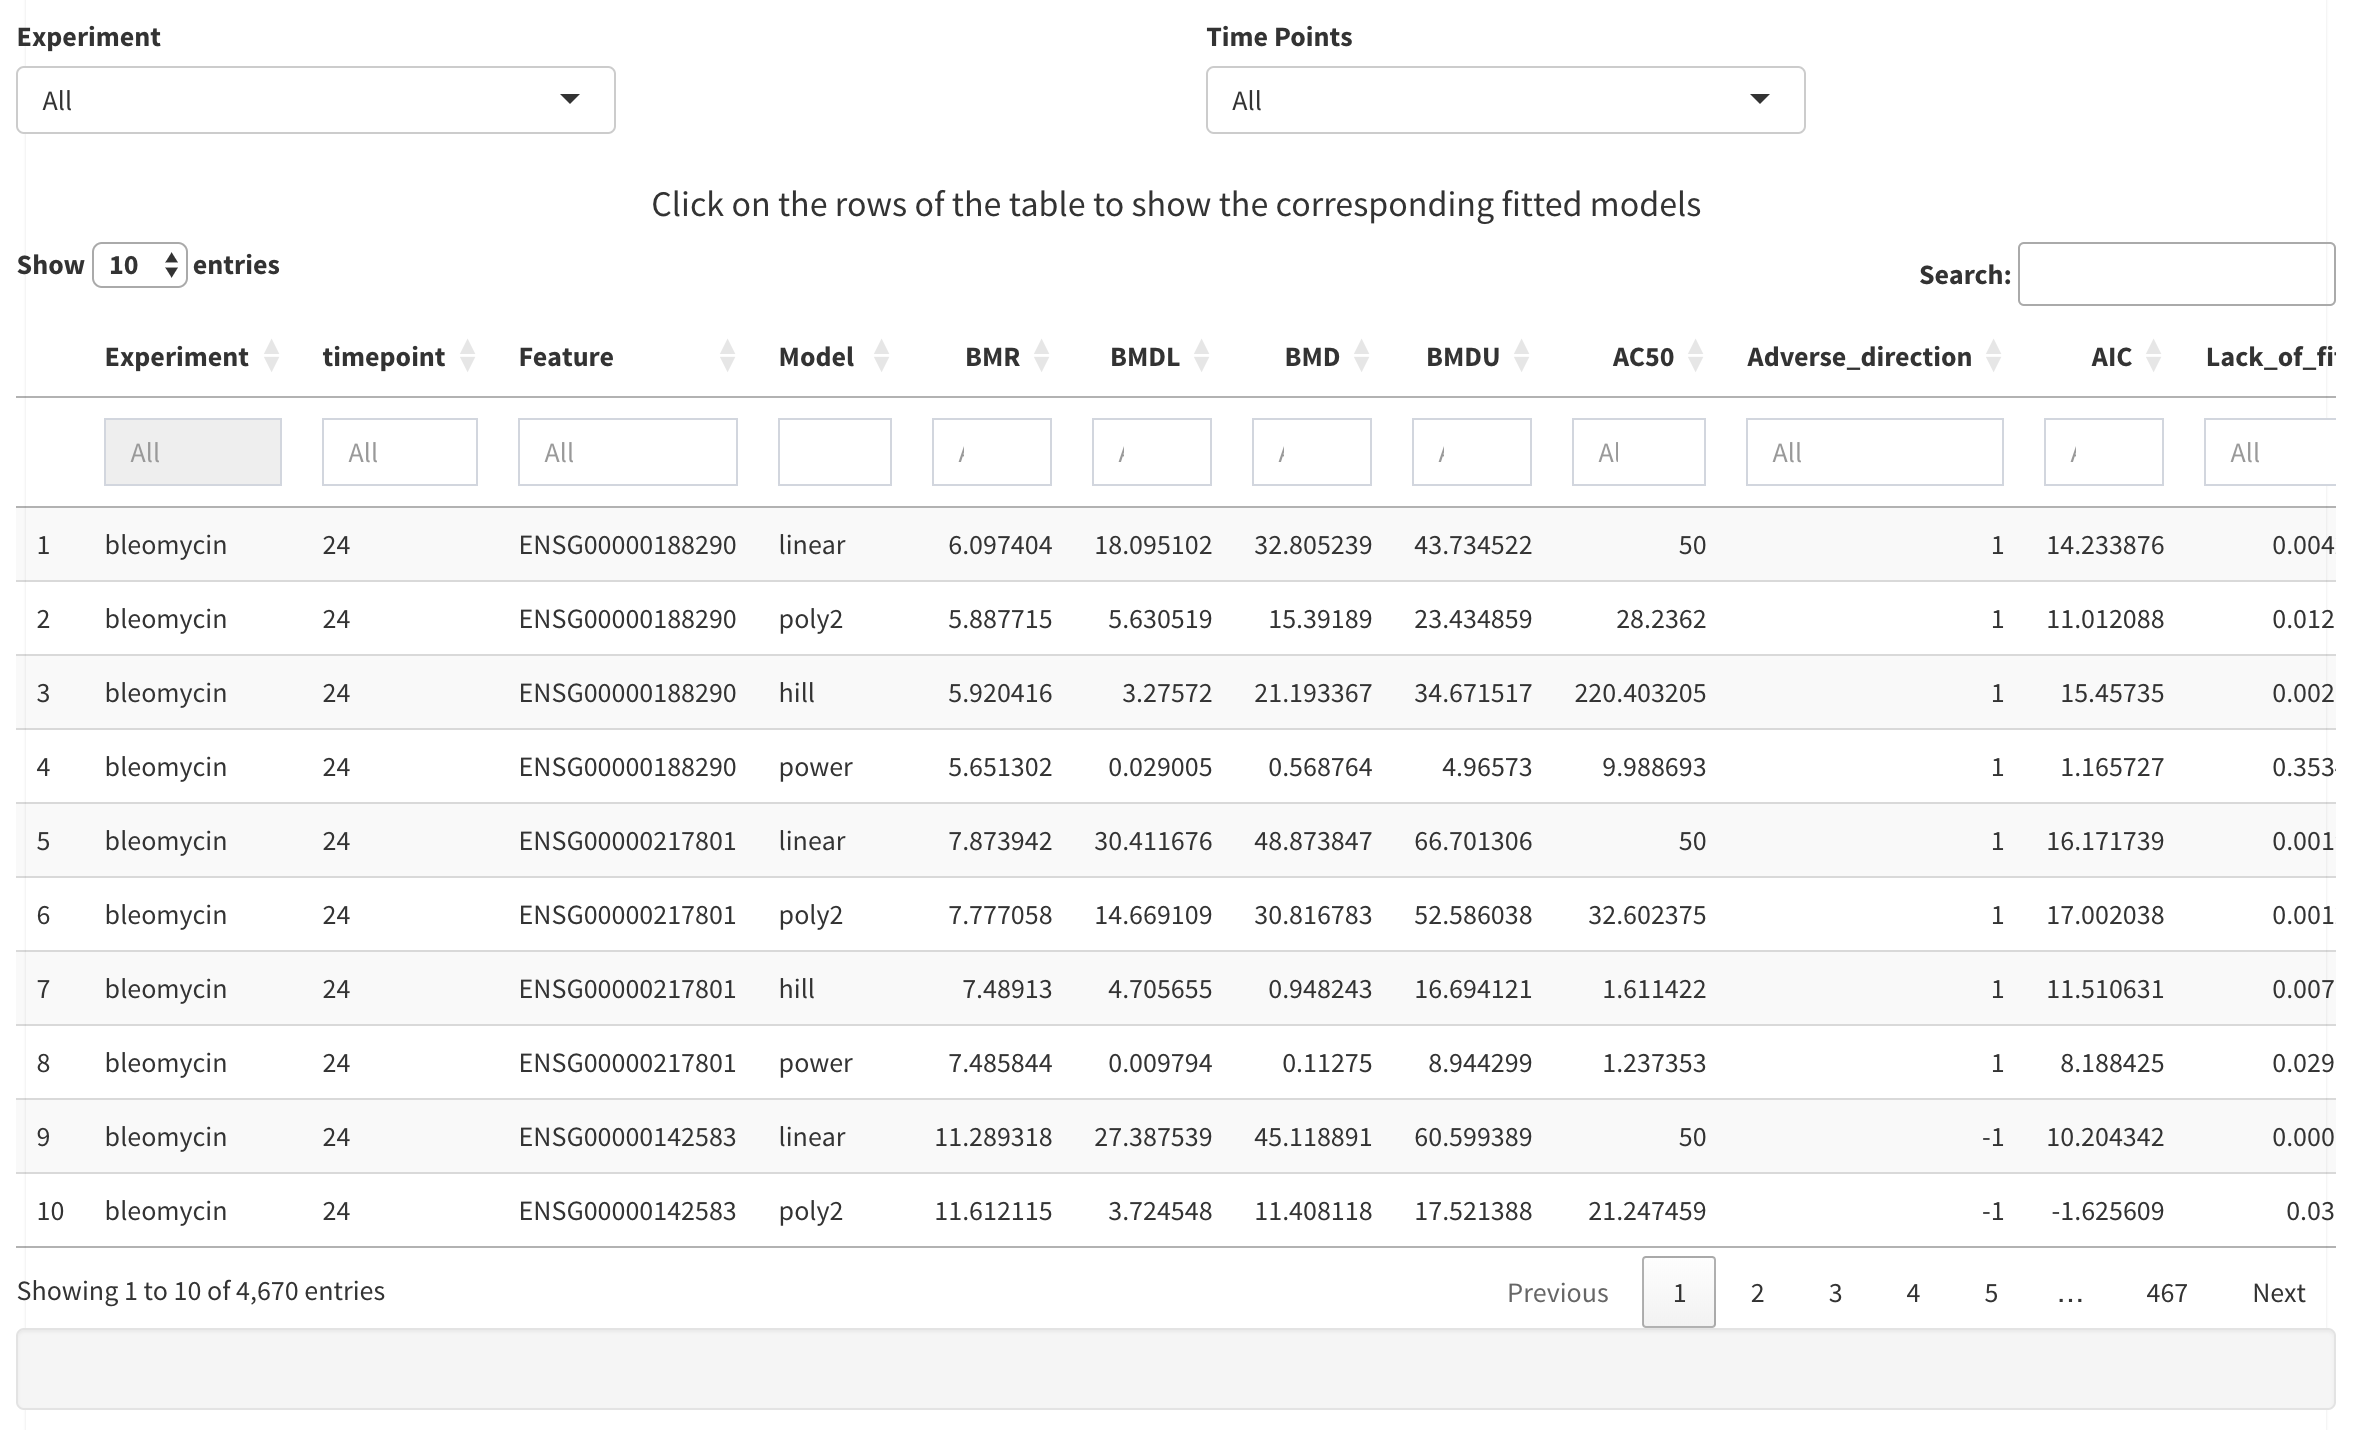 Experiment Time Points
All All
Click on the rows of the table to show the corresponding fitted models
Show 10 entries Search:
Experiment timepoint Feature Model BMR BMDL BMD BMDU AC50 Adverse_direction AIC Lack_of_fi
All All All Al All All
1 bleomycin 24 ENSG00000188290 linear 6.097404 18.095102 32.805239 43.734522 50 1 14.233876 0.004
2 bleomycin 24 ENSG00000188290 poly2 5.887715 5.630519 15.39189 23.434859 28.2362 1 11.012088 0.012
3 bleomycin 24 ENSG00000188290 hill 5.920416 3.27572 21.193367 34.671517 220.403205 1 15.45735 0.002
4 bleomycin 24 ENSG00000188290 power 5.651302 0.029005 0.568764 4.96573 9.988693 1 1.165727 0.353
5 bleomycin 24 ENSG00000217801 linear 7.873942 30.411676 48.873847 66.701306 50 1 16.171739 0.001
6 bleomycin 24 ENSG00000217801 poly2 7.777058 14.669109 30.816783 52.586038 32.602375 1 17.002038 0.001
7 bleomycin 24 ENSG00000217801 hill 7.48913 4.705655 0.948243 16.694121 1.611422 1 11.510631 0.007
8 bleomycin 24 ENSG00000217801 power 7.485844 0.009794 0.11275 8.944299 1.237353 1 8.188425 0.029
9 bleomycin 24 ENSG00000142583 linear 11.289318 27.387539 45.118891 60.599389 50 -1 10.204342 0.000
10 bleomycin 24 ENSG00000142583 poly2 11.612115 3.724548 11.408118 17.521388 21.247459 -1 -1.625609 0.03
Showing 1 to 10 of 4,670 entries Previous 1 2 3 4 5 … 467 Next